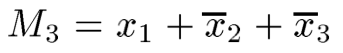 $M_3 = x_1 + \overline{x}_2 + \overline{x}_3$